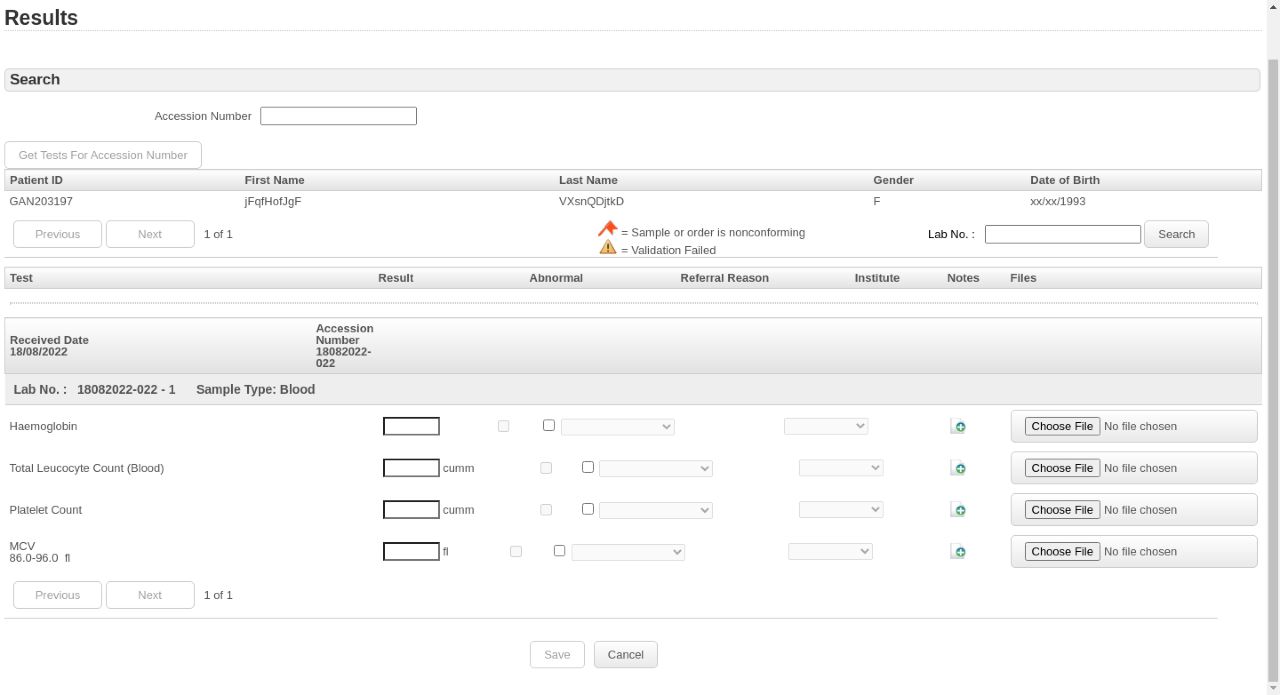 Results
Search
Accession Number
Get Tests For Accession Number
Patient ID First Name Last Name Gender Date of Birth
GAN203197 jFqfHofJgF VXsnQDjtkD F xx/xx/1993
Previous Next 1 of 1 = Sample or order is nonconforming Lab No. : Search
= Validation Failed
Test Result Abnormal Referral Reason Institute Notes Files
Received Date 18/08/2022 Accession Number 18082022-022
Lab No. : 18082022-022 - 1 Sample Type: Blood
Haemoglobin Choose File No file chosen
Total Leucocyte Count (Blood) cumm Choose File No file chosen
Platelet Count cumm Choose File No file chosen
MCV
86.0-96.0 fl fl Choose File No file chosen
Previous Next 1 of 1
Save Cancel